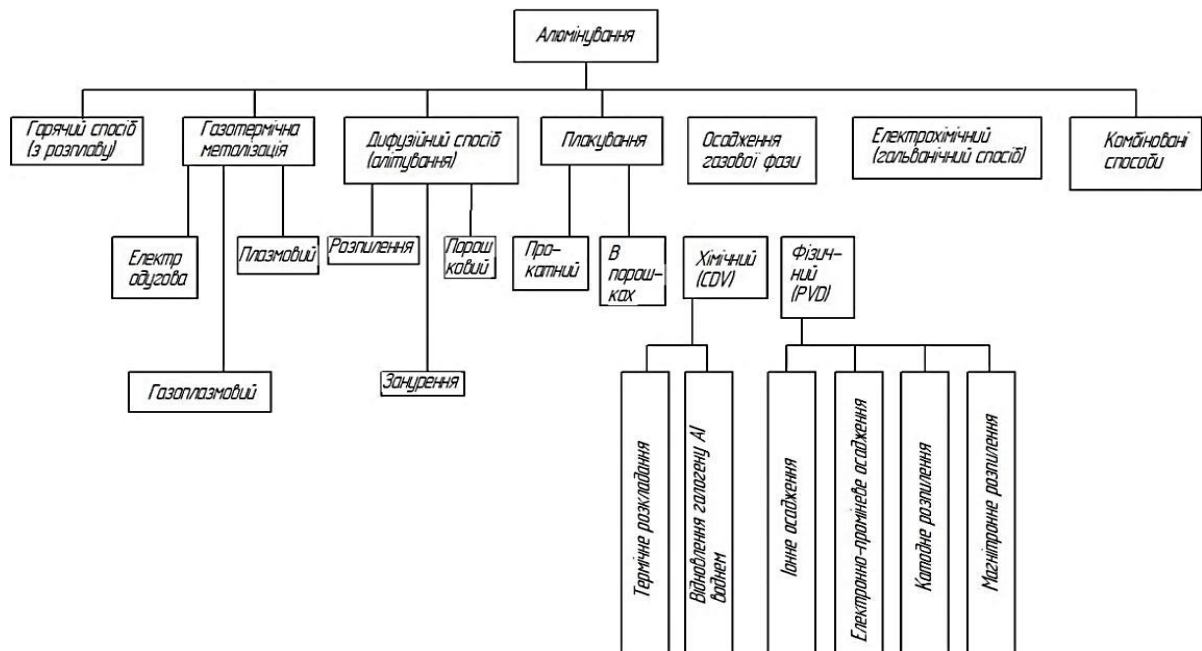 Алюмінування
Гарячий спосіб
(з розплаву)
Газотермічна
металізація
Дифузійний спосіб
(алітування)
Плакування
Осадження
газової фази
Електрохімічний
(гальванічний спосіб)
Комбіновані
способи
Електр
одугова
Плазмовий
Розпилення
Порош
ковий
Про-
катний
В
порош-
ках
Хімічний
(CDV)
Фізич-
ний
(PVD)
Газоплазмовий
Занурення
Термічне розкладання
Відновлення галогену Al
воднем
Іонне осадження
Електронно-проміневе осадження
Катодне розпилення
Магнітронне розпилення